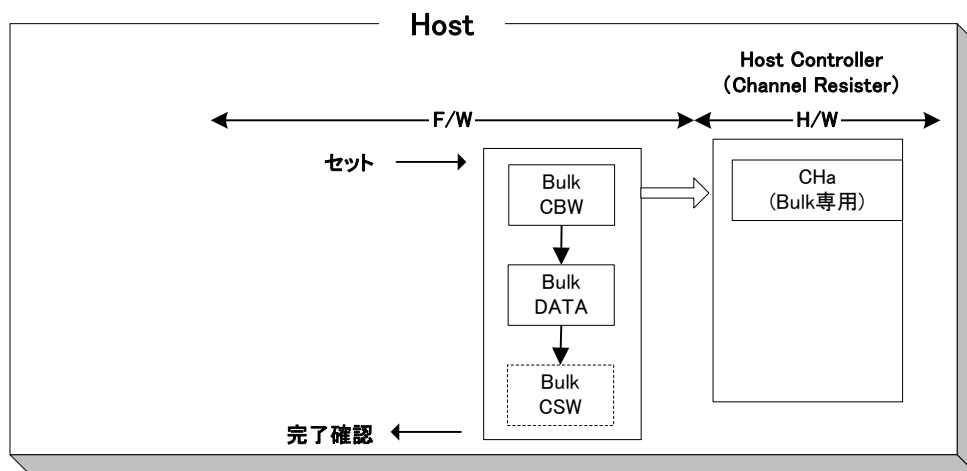 Host
Host Controller
(Channel Resister)
F/W
H/W
セット
Bulk
CBW
CHa
(Bulk専用)
Bulk
DATA
Bulk
CSW
完了確認